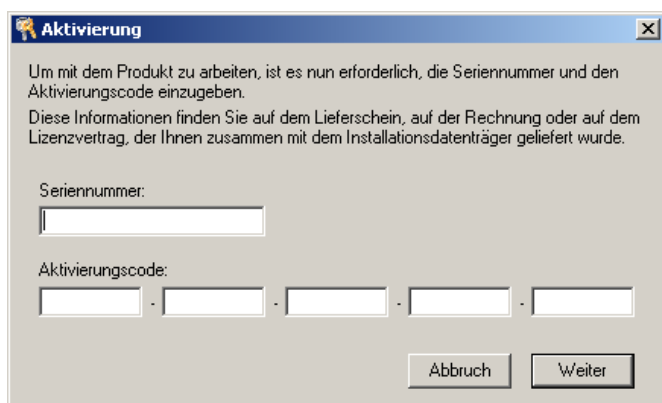 Aktivierung
Um mit dem Produkt zu arbeiten, ist es nun erforderlich, die Seriennummer und den
Aktivierungscode einzugeben.
Diese Informationen finden Sie auf dem Lieferschein, auf der Rechnung oder auf dem
Lizenzvertrag, der Ihnen zusammen mit dem Installationsdatenträger geliefert wurde.
Seriennummer:
Aktivierungscode:
- - - -
Abbruch Weiter